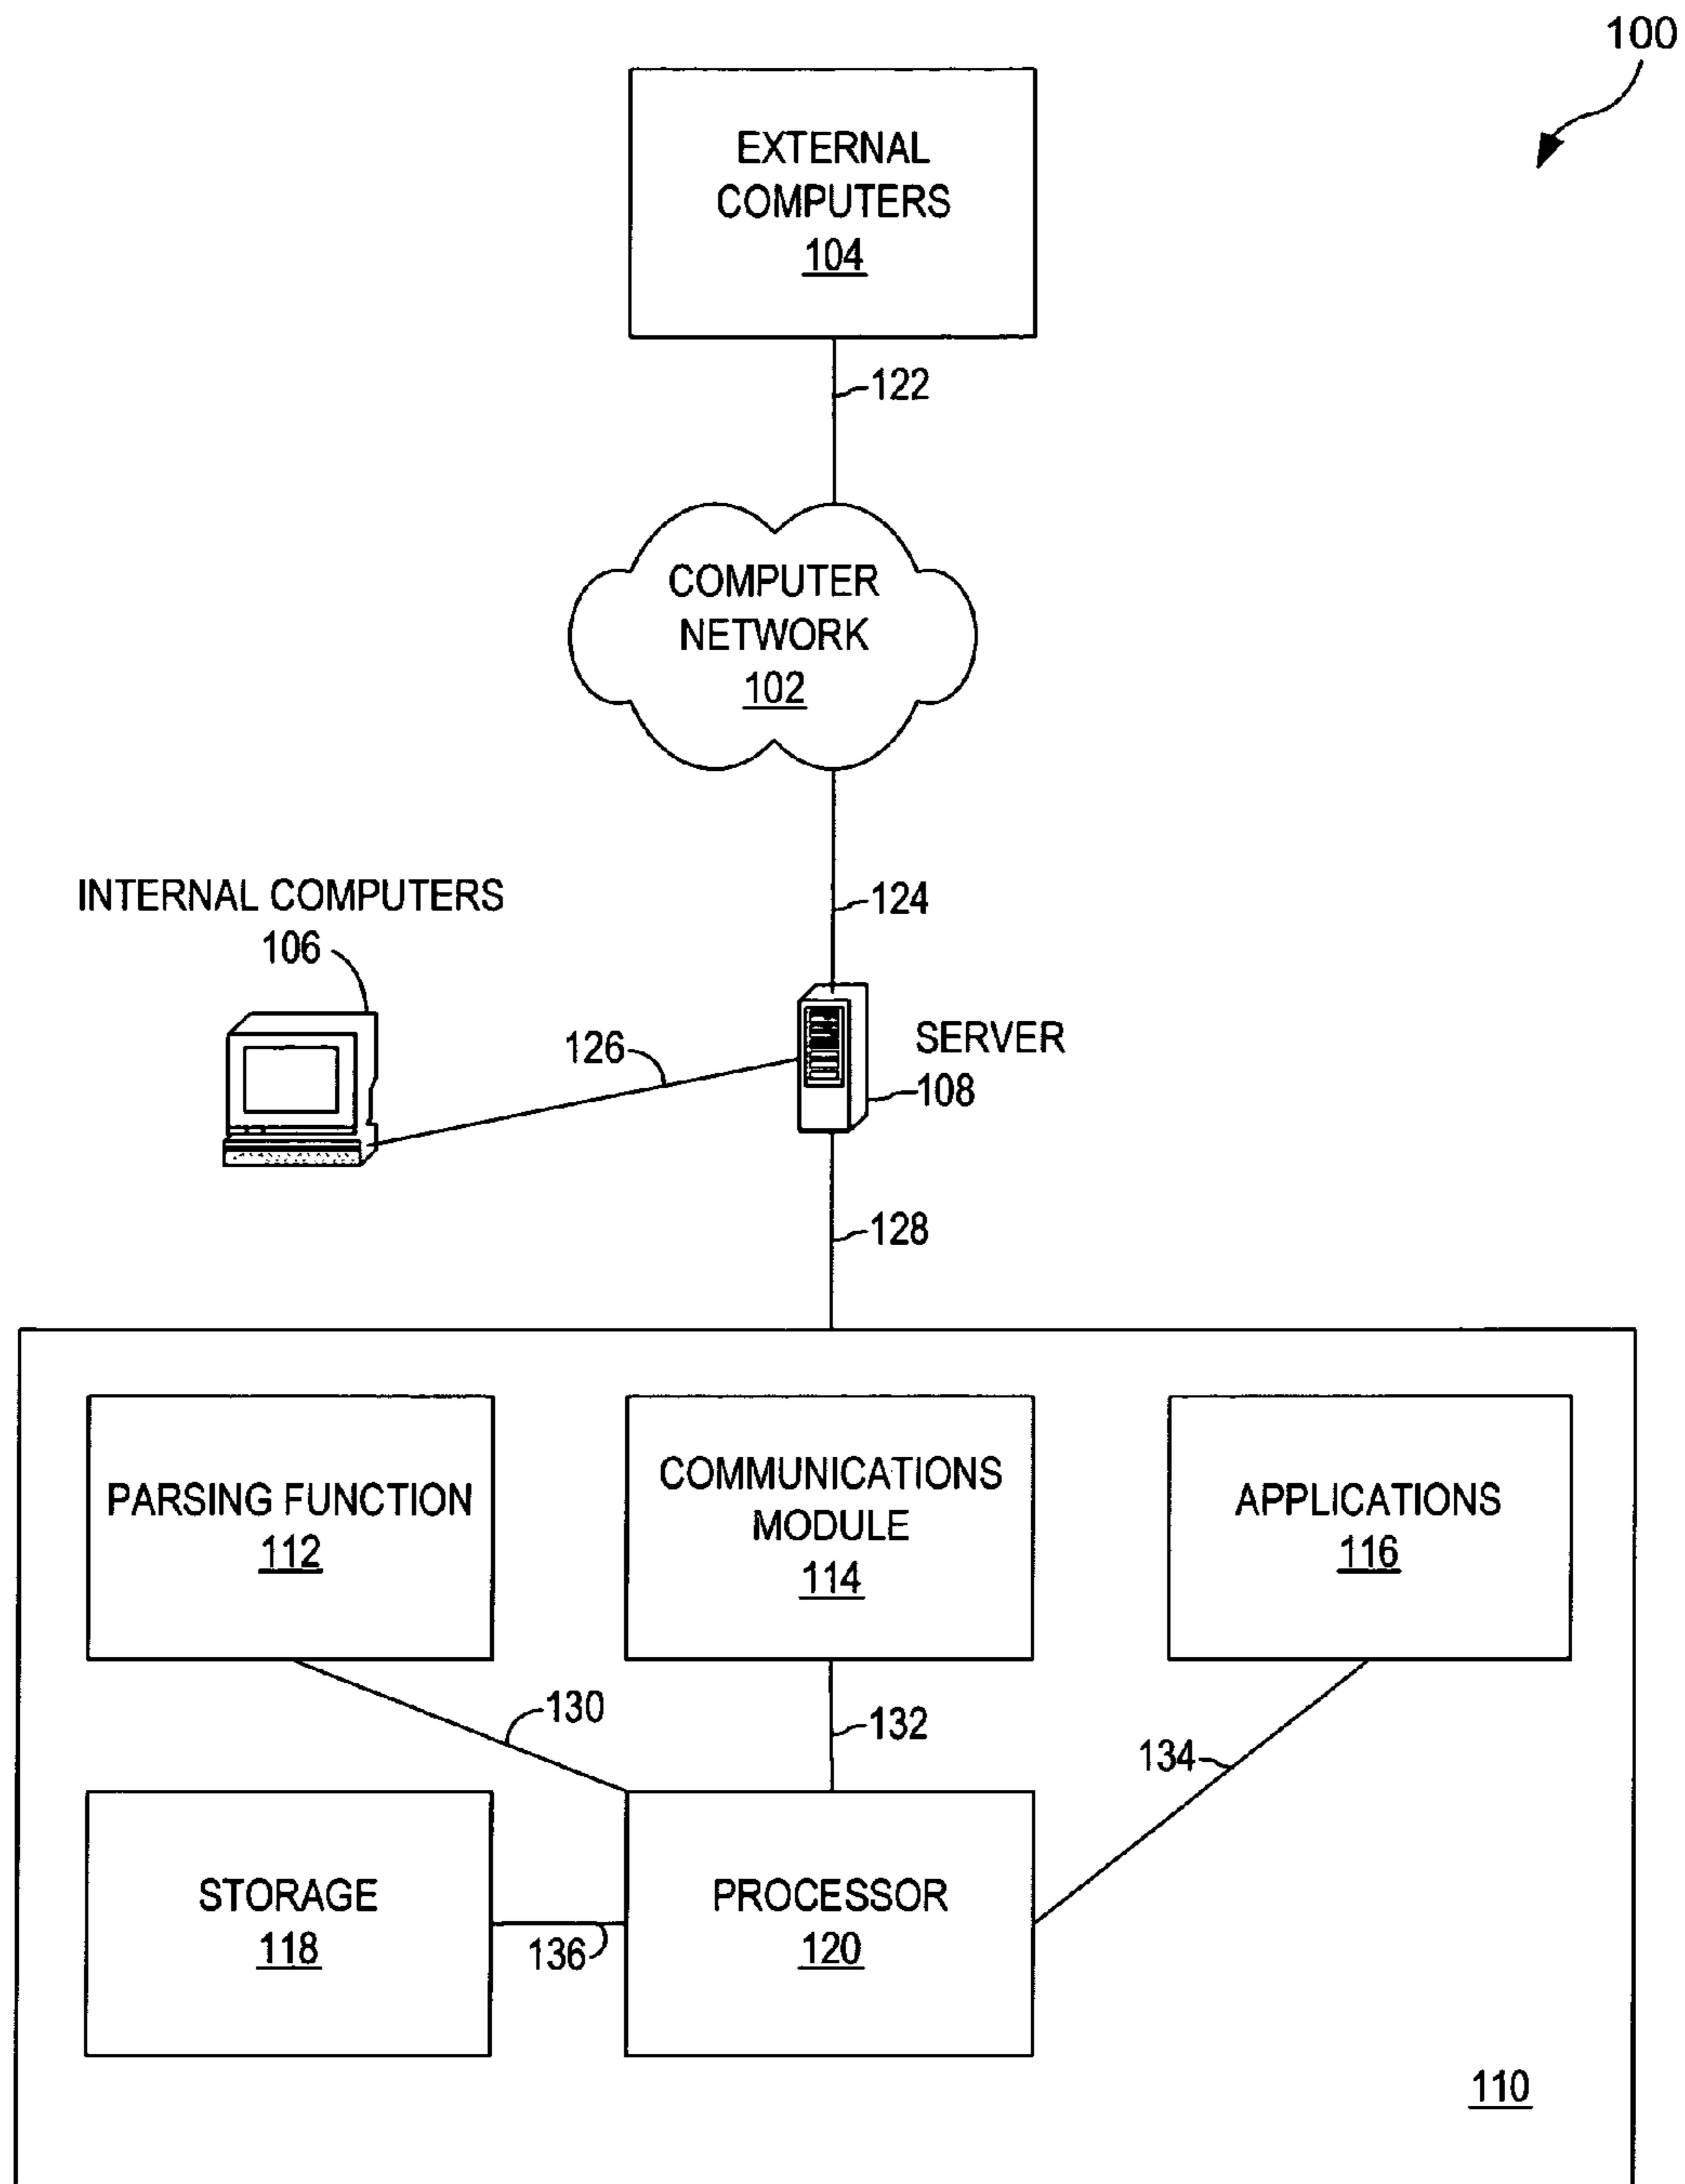 100
EXTERNAL
COMPUTERS
104
122
COMPUTER
NETWORK
102
124
INTERNAL COMPUTERS
106
126
SERVER
108
128
PARSING FUNCTION
112
COMMUNICATIONS
MODULE
114
APPLICATIONS
116
130
132
134
STORAGE
118
136
PROCESSOR
120
110